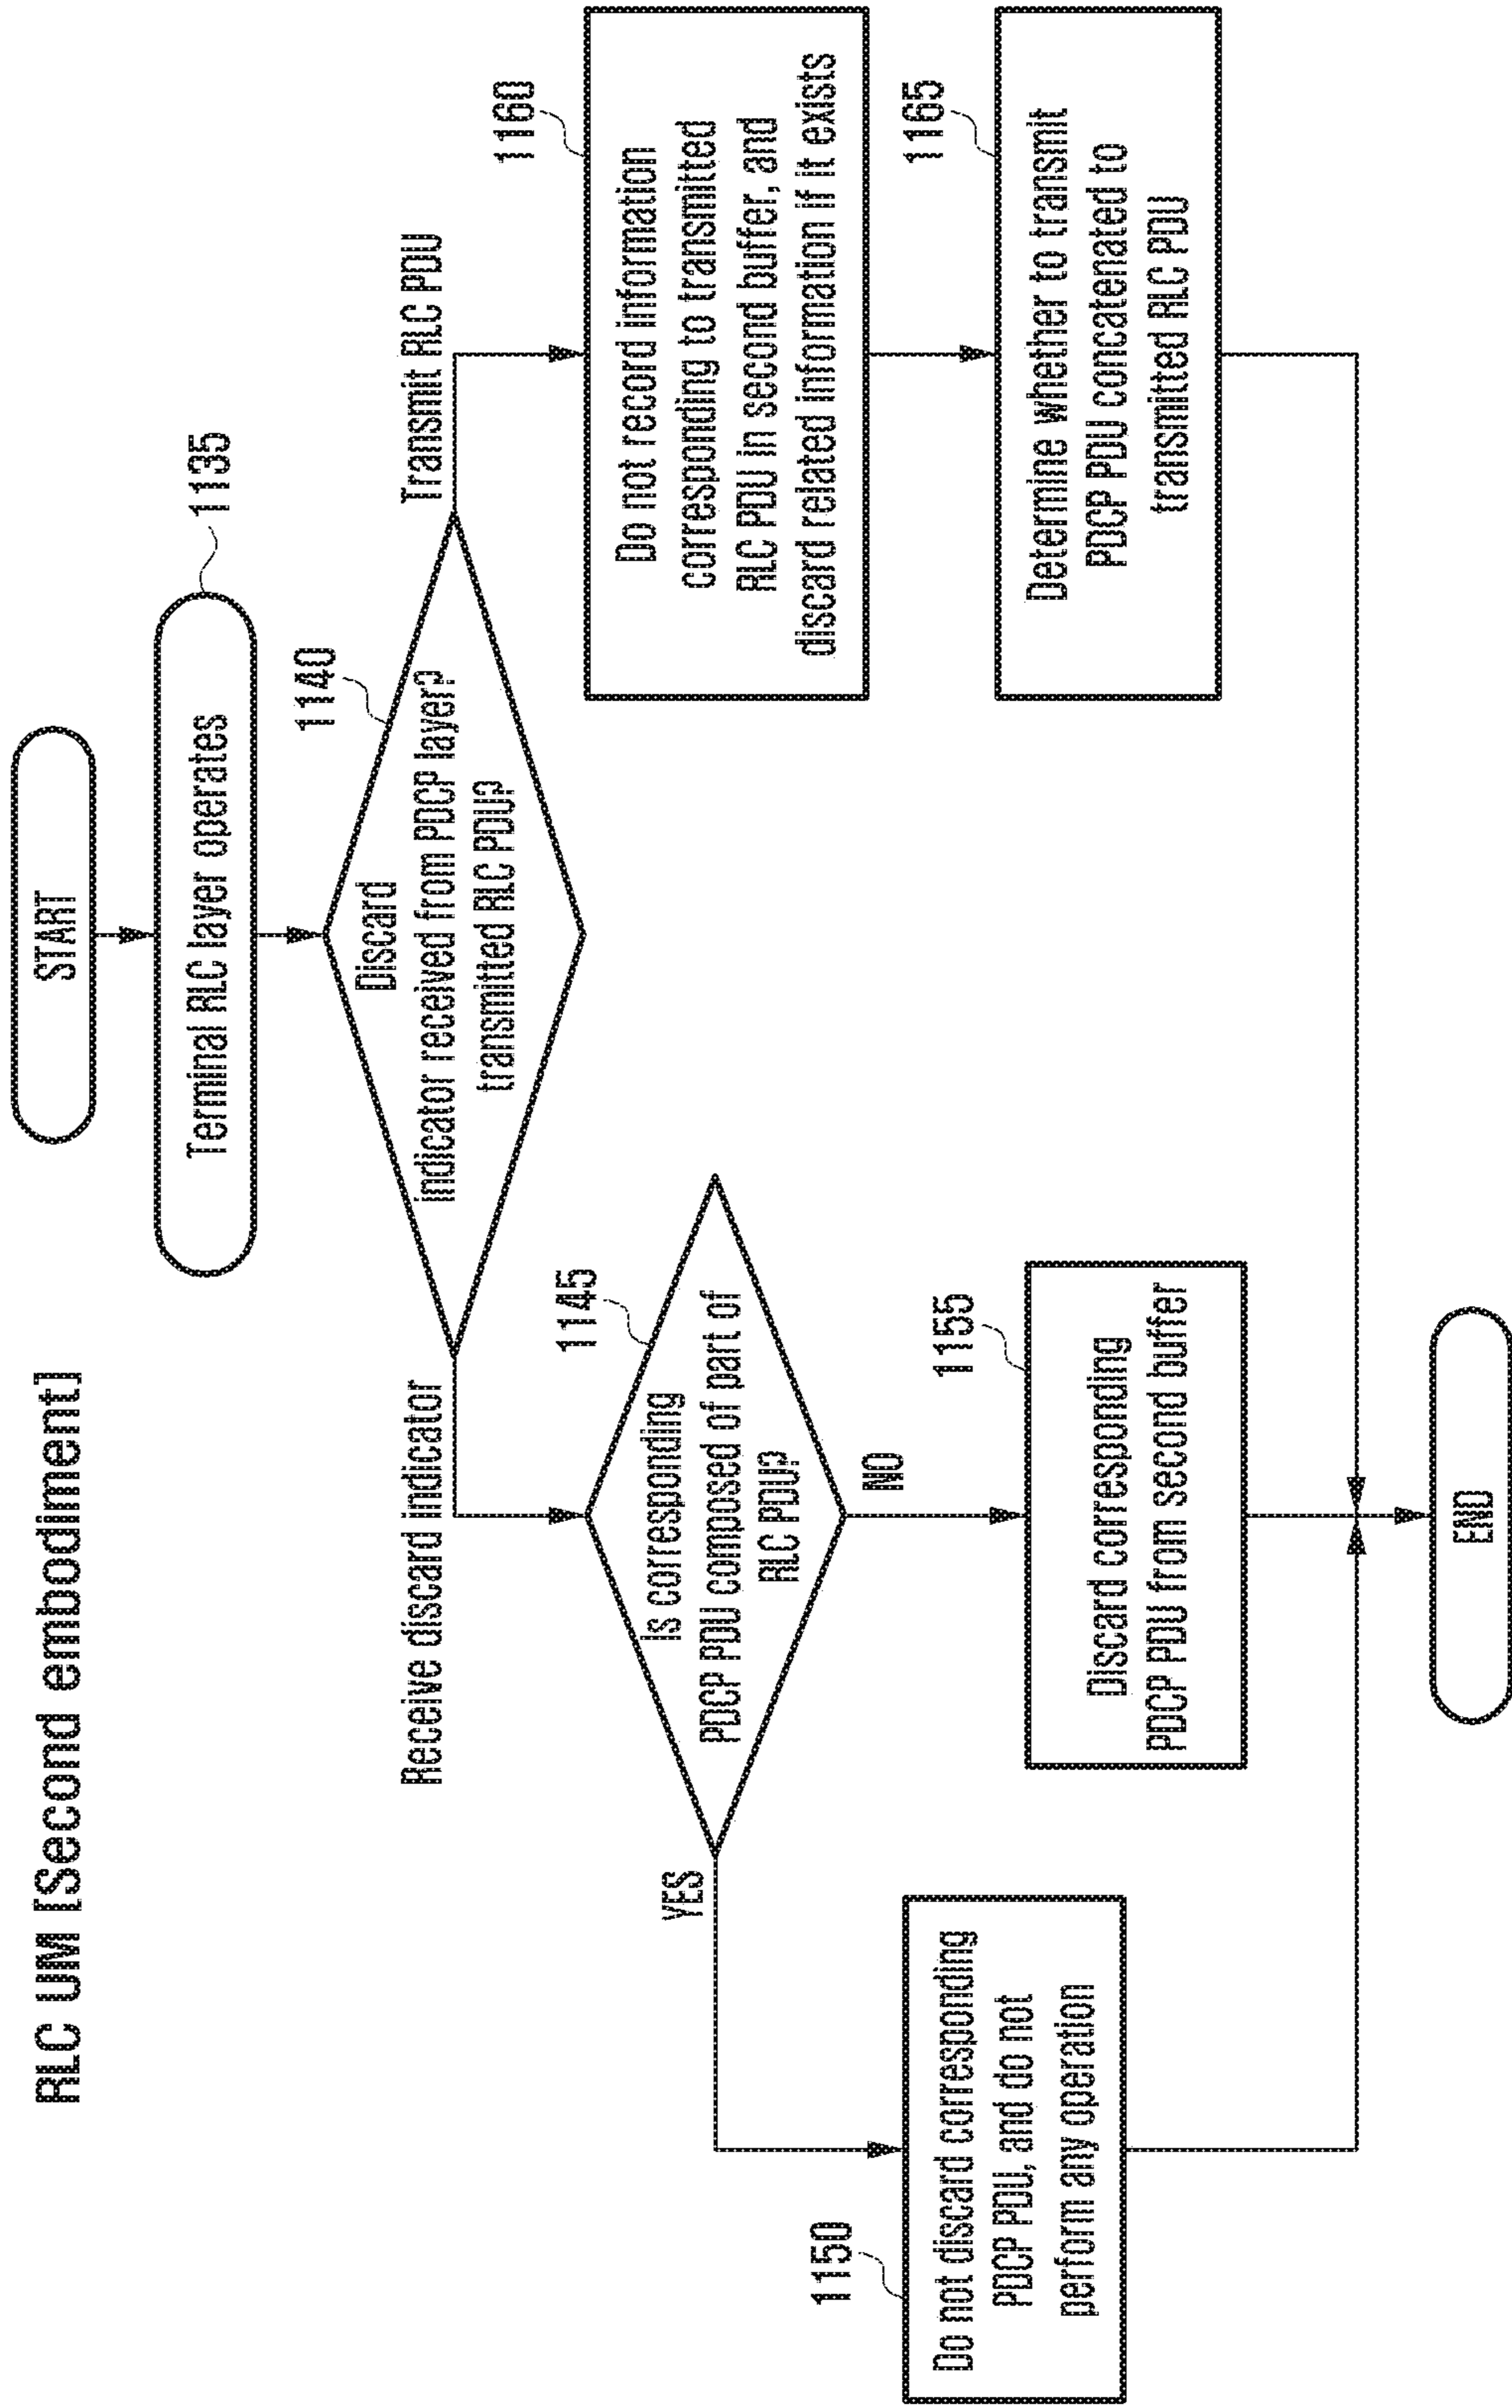 RLC UM [Second embodiment]
START
Terminal RLC layer operates
1135
1140
Discard
indicator received from PDCP layer?
transmitted RLC PDU?
Receive discard indicator
Transmit RLC PDU
1145
Is corresponding
PDCP PDU composed of part of
RLC PDU?
YES
NO
1150
Do not discard corresponding
PDCP PDU, and do not
perform any operation
1155
Discard corresponding
PDCP PDU from second buffer
1160
Do not record information
corresponding to transmitted
RLC PDU in second buffer, and
discard related information if it exists
1165
Determine whether to transmit
PDCP PDU concatenated to
transmitted RLC PDU
END